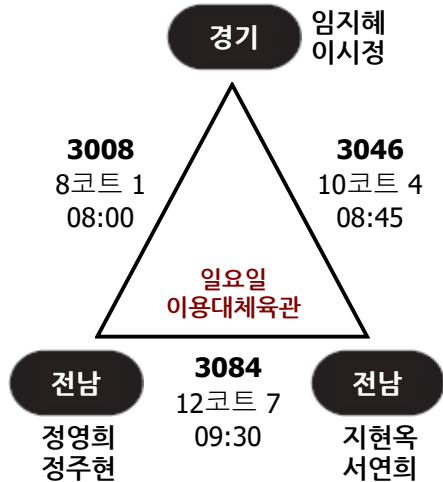 경기
임지혜
이시정
3008
8코트 1
08:00
3046
10코트 4
08:45
일요일
이용대체육관
전남
정영희
정주현
3084
12코트 7
09:30
전남
지현옥
서연희